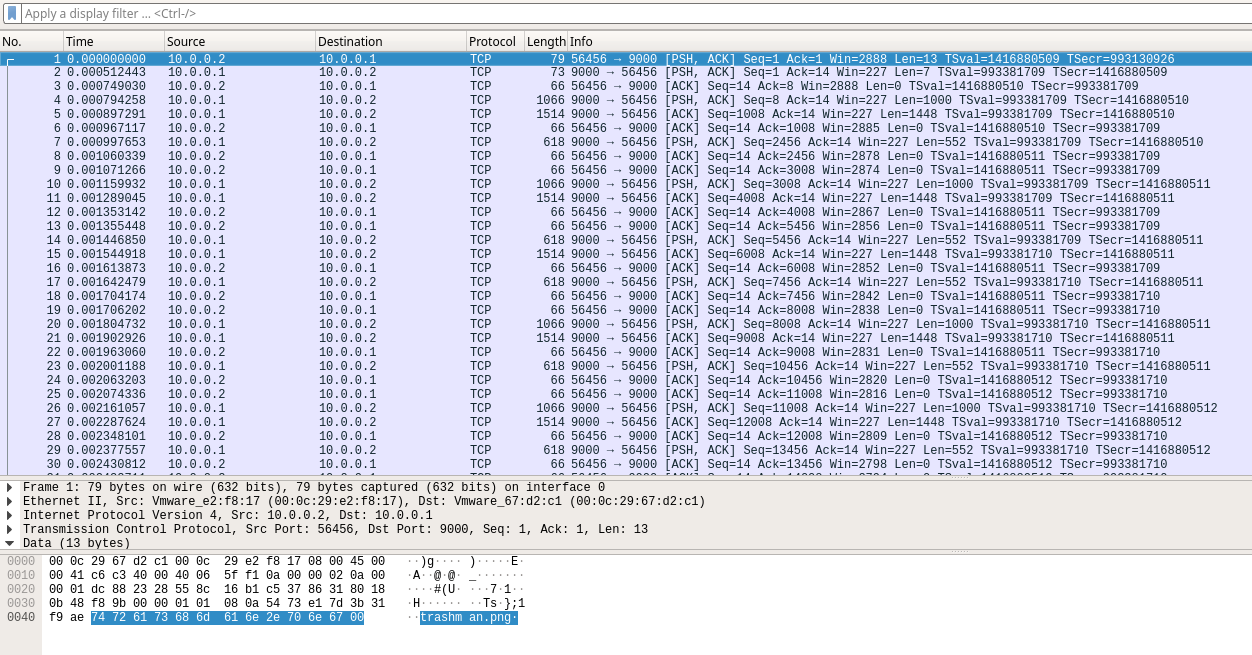 Apply a display filter ... <Ctrl-/>
No. Time Source Destination Protocol Length Info
1 0.000000000 10.0.0.2 10.0.0.1 TCP 79 56456 → 9000 [PSH, ACK] Seq=1 Ack=1 Win=2888 Len=13 TSval=1416880509 TSecr=993130926
2 0.000512443 10.0.0.1 10.0.0.2 TCP 73 9000 → 56456 [PSH, ACK] Seq=1 Ack=14 Win=227 Len=7 TSval=993381709 TSecr=1416880509
3 0.000749030 10.0.0.2 10.0.0.1 TCP 66 56456 → 9000 [ACK] Seq=14 Ack=8 Win=2888 Len=0 TSval=1416880510 TSecr=993381709
4 0.000794258 10.0.0.1 10.0.0.2 TCP 1066 9000 → 56456 [PSH, ACK] Seq=8 Ack=14 Win=227 Len=1000 TSval=993381709 TSecr=1416880510
5 0.000897291 10.0.0.1 10.0.0.2 TCP 1514 9000 → 56456 [ACK] Seq=1008 Ack=14 Win=227 Len=1448 TSval=993381709 TSecr=1416880510
6 0.000967117 10.0.0.2 10.0.0.1 TCP 66 56456 → 9000 [ACK] Seq=14 Ack=1008 Win=2885 Len=0 TSval=1416880510 TSecr=993381709
7 0.000997653 10.0.0.1 10.0.0.2 TCP 618 9000 → 56456 [PSH, ACK] Seq=2456 Ack=14 Win=227 Len=552 TSval=993381709 TSecr=1416880510
8 0.001060339 10.0.0.2 10.0.0.1 TCP 66 56456 → 9000 [ACK] Seq=14 Ack=2456 Win=2878 Len=0 TSval=1416880511 TSecr=993381709
9 0.001071266 10.0.0.2 10.0.0.1 TCP 66 56456 → 9000 [ACK] Seq=14 Ack=3008 Win=2874 Len=0 TSval=1416880511 TSecr=993381709
10 0.001159932 10.0.0.1 10.0.0.2 TCP 1066 9000 → 56456 [PSH, ACK] Seq=3008 Ack=14 Win=227 Len=1000 TSval=993381709 TSecr=1416880511
11 0.001289045 10.0.0.1 10.0.0.2 TCP 1514 9000 → 56456 [ACK] Seq=4008 Ack=14 Win=227 Len=1448 TSval=993381709 TSecr=1416880511
12 0.001353142 10.0.0.2 10.0.0.1 TCP 66 56456 → 9000 [ACK] Seq=14 Ack=4008 Win=2867 Len=0 TSval=1416880511 TSecr=993381709
13 0.001355448 10.0.0.2 10.0.0.1 TCP 66 56456 → 9000 [ACK] Seq=14 Ack=5456 Win=2856 Len=0 TSval=1416880511 TSecr=993381709
14 0.001446850 10.0.0.1 10.0.0.2 TCP 618 9000 → 56456 [PSH, ACK] Seq=5456 Ack=14 Win=227 Len=552 TSval=993381709 TSecr=1416880511
15 0.001544918 10.0.0.1 10.0.0.2 TCP 1514 9000 → 56456 [ACK] Seq=6008 Ack=14 Win=227 Len=1448 TSval=993381710 TSecr=1416880511
16 0.001613873 10.0.0.2 10.0.0.1 TCP 66 56456 → 9000 [ACK] Seq=14 Ack=6008 Win=2852 Len=0 TSval=1416880511 TSecr=993381709
17 0.001642479 10.0.0.1 10.0.0.2 TCP 618 9000 → 56456 [PSH, ACK] Seq=7456 Ack=14 Win=227 Len=552 TSval=993381710 TSecr=1416880511
18 0.001704174 10.0.0.2 10.0.0.1 TCP 66 56456 → 9000 [ACK] Seq=14 Ack=7456 Win=2842 Len=0 TSval=1416880511 TSecr=993381710
19 0.001706202 10.0.0.2 10.0.0.1 TCP 66 56456 → 9000 [ACK] Seq=14 Ack=8008 Win=2838 Len=0 TSval=1416880511 TSecr=993381710
20 0.001804732 10.0.0.1 10.0.0.2 TCP 1066 9000 → 56456 [PSH, ACK] Seq=8008 Ack=14 Win=227 Len=1000 TSval=993381710 TSecr=1416880511
21 0.001902926 10.0.0.1 10.0.0.2 TCP 1514 9000 → 56456 [ACK] Seq=9008 Ack=14 Win=227 Len=1448 TSval=993381710 TSecr=1416880511
22 0.001963060 10.0.0.2 10.0.0.1 TCP 66 56456 → 9000 [ACK] Seq=14 Ack=9008 Win=2831 Len=0 TSval=1416880511 TSecr=993381710
23 0.002001188 10.0.0.1 10.0.0.2 TCP 618 9000 → 56456 [PSH, ACK] Seq=10456 Ack=14 Win=227 Len=552 TSval=993381710 TSecr=1416880511
24 0.002063203 10.0.0.2 10.0.0.1 TCP 66 56456 → 9000 [ACK] Seq=14 Ack=10456 Win=2820 Len=0 TSval=1416880512 TSecr=993381710
25 0.002074336 10.0.0.2 10.0.0.1 TCP 66 56456 → 9000 [ACK] Seq=14 Ack=11008 Win=2816 Len=0 TSval=1416880512 TSecr=993381710
26 0.002161057 10.0.0.1 10.0.0.2 TCP 1066 9000 → 56456 [PSH, ACK] Seq=11008 Ack=14 Win=227 Len=1000 TSval=993381710 TSecr=1416880512
27 0.002287624 10.0.0.1 10.0.0.2 TCP 1514 9000 → 56456 [ACK] Seq=12008 Ack=14 Win=227 Len=1448 TSval=993381710 TSecr=1416880512
28 0.002348101 10.0.0.2 10.0.0.1 TCP 66 56456 → 9000 [ACK] Seq=14 Ack=12008 Win=2809 Len=0 TSval=1416880512 TSecr=993381710
29 0.002377557 10.0.0.1 10.0.0.2 TCP 618 9000 → 56456 [PSH, ACK] Seq=13456 Ack=14 Win=227 Len=552 TSval=993381710 TSecr=1416880512
30 0.002430812 10.0.0.2 10.0.0.1 TCP 66 56456 → 9000 [ACK] Seq=14 Ack=13456 Win=2798 Len=0 TSval=1416880512 TSecr=993381710
Frame 1: 79 bytes on wire (632 bits), 79 bytes captured (632 bits) on interface 0
Ethernet II, Src: Vmware_e2:f8:17 (00:0c:29:e2:f8:17), Dst: Vmware_67:d2:c1 (00:0c:29:67:d2:c1)
Internet Protocol Version 4, Src: 10.0.0.2, Dst: 10.0.0.1
Transmission Control Protocol, Src Port: 56456, Dst Port: 9000, Seq: 1, Ack: 1, Len: 13
Data (13 bytes)
0000 00 0c 29 67 d2 c1 00 0c 29 e2 f8 17 08 00 45 00 ··)g···· )·····E·
0010 00 41 c6 c3 40 00 40 06 5f f1 0a 00 00 02 0a 00 ·A··@·@· _·······
0020 00 01 dc 88 23 28 55 8c 16 b1 c5 37 86 31 80 18 ····#(U· ···7·1··
0030 0b 48 f8 9b 00 00 01 01 08 0a 54 73 e1 7d 3b 31 ·H······ ··Ts·};1
0040 f9 ae 74 72 61 73 68 6d 61 6e 2e 70 6e 67 00 ··trashm an.png·